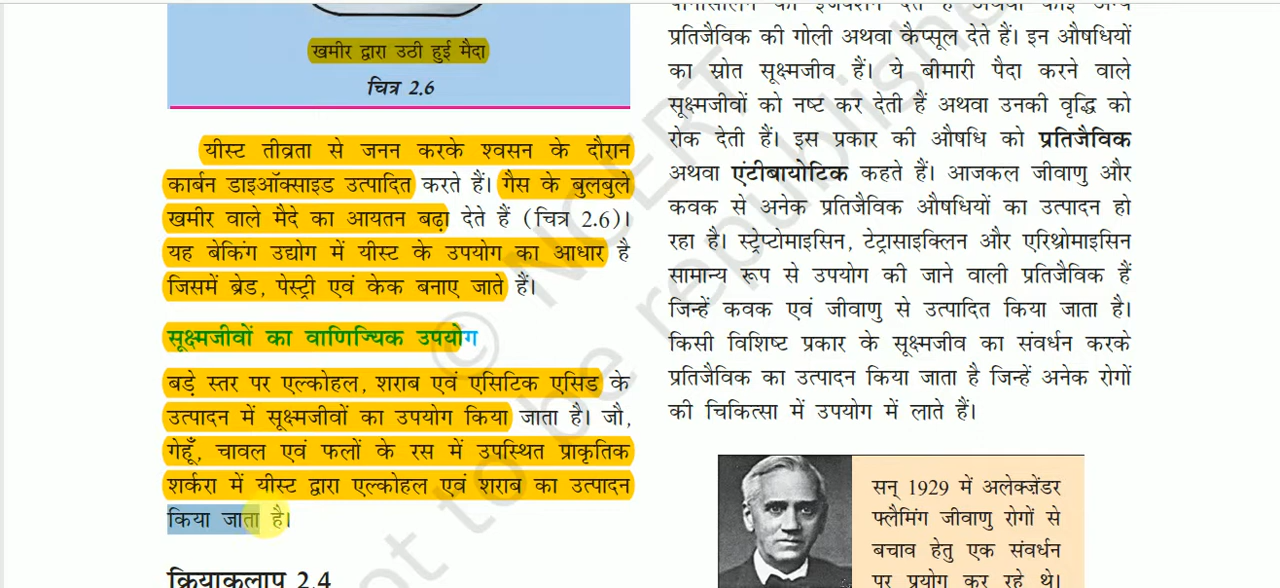 खमीर द्वारा उठी हुई मैदा
चित्र 2.6
यीस्ट तीव्रता से जनन करके श्वसन के दौरान
कार्बन डाइऑक्साइड उत्पादित करते हैं। गैस के बुलबुले
खमीर वाले मैदे का आयतन बढ़ा देते हैं (चित्र 2.6)।
यह बेकिंग उद्योग में यीस्ट के उपयोग का आधार है
जिसमें ब्रेड, पेस्ट्री एवं केक बनाए जाते हैं।
सूक्ष्मजीवों का वाणिज्यिक उपयोग
बड़े स्तर पर एल्कोहल, शराब एवं एसिटिक एसिड के
उत्पादन में सूक्ष्मजीवों का उपयोग किया जाता है। जौ,
गेहूँ, चावल एवं फलों के रस में उपस्थित प्राकृतिक
शर्करा में यीस्ट द्वारा एल्कोहल एवं शराब का उत्पादन
किया जाता है।
क्रियाकलाप 2.4
प्रतिजैविक की गोली अथवा कैप्सूल देते हैं। इन औषधियों
का स्रोत सूक्ष्मजीव हैं। ये बीमारी पैदा करने वाले
सूक्ष्मजीवों को नष्ट कर देती हैं अथवा उनकी वृद्धि को
रोक देती हैं। इस प्रकार की औषधि को प्रतिजैविक
अथवा एंटीबायोटिक कहते हैं। आजकल जीवाणु और
कवक से अनेक प्रतिजैविक औषधियों का उत्पादन हो
रहा है। स्ट्रेप्टोमाइसिन, टेट्रासाइक्लिन और एरिथ्रोमाइसिन
सामान्य रूप से उपयोग की जाने वाली प्रतिजैविक हैं
जिन्हें कवक एवं जीवाणु से उत्पादित किया जाता है।
किसी विशिष्ट प्रकार के सूक्ष्मजीव का संवर्धन करके
प्रतिजैविक का उत्पादन किया जाता है जिन्हें अनेक रोगों
की चिकित्सा में उपयोग में लाते हैं।
सन् 1929 में अलेक्जेंडर
फ्लैमिंग जीवाणु रोगों से
बचाव हेतु एक संवर्धन
पर प्रयोग कर रहे थे।
© NCERT
not to be republished